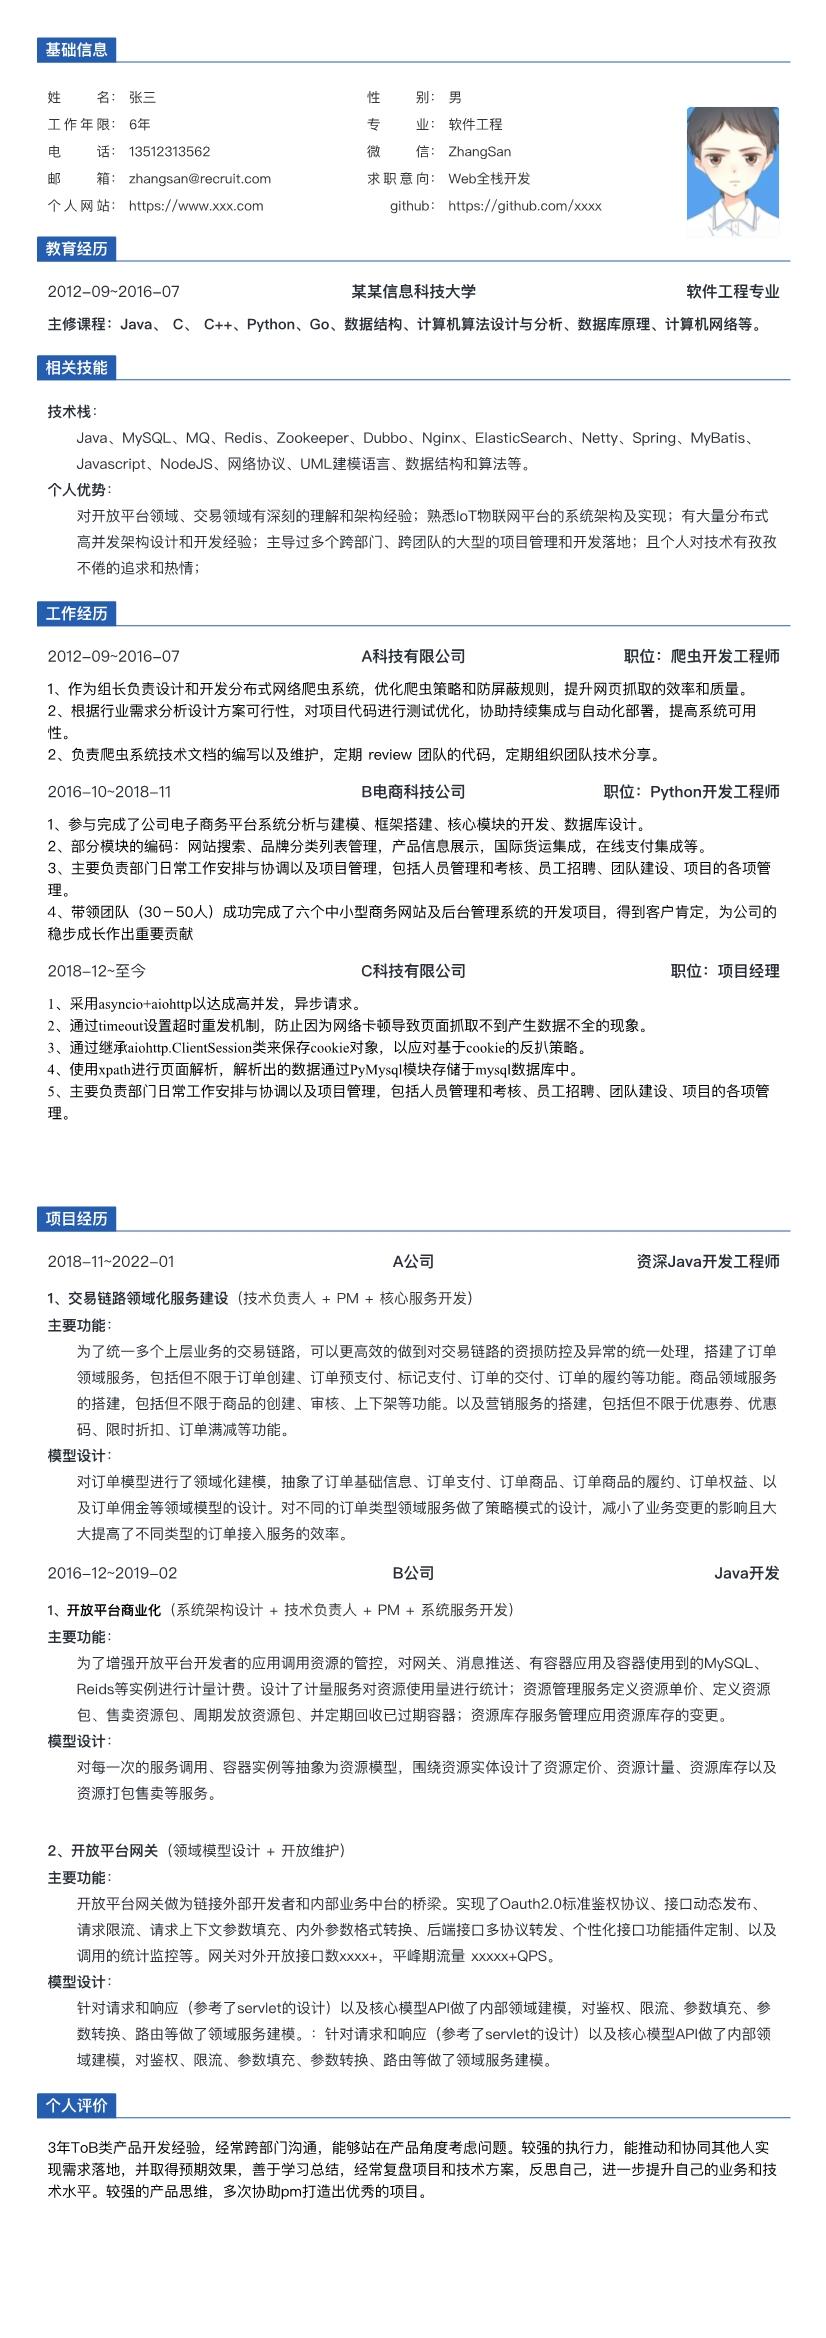 基础信息
姓名： 张三 性别： 男
工作年限： 6年 专业： 软件工程
电话： 13512313562 微信： ZhangSan
邮箱： zhangsan@recruit.com 求职意向： Web全栈开发
个人网站： https://www.xxx.com github： https://github.com/xxxx
教育经历
2012-09~2016-07 某某信息科技大学 软件工程专业
主修课程：Java、 C、 C++、Python、Go、数据结构、计算机算法设计与分析、数据库原理、计算机网络等。
相关技能
技术栈：
Java、MySQL、MQ、Redis、Zookeeper、Dubbo、Nginx、ElasticSearch、Netty、Spring、MyBatis、
Javascript、NodeJS、网络协议、UML建模语言、数据结构和算法等。
个人优势：
对开放平台领域、交易领域有深刻的理解和架构经验；熟悉IoT物联网平台的系统架构及实现；有大量分布式
高并发架构设计和开发经验；主导过多个跨部门、跨团队的大型的项目管理和开发落地；且个人对技术有孜孜
不倦的追求和热情；
工作经历
2012-09~2016-07 A科技有限公司 职位：爬虫开发工程师
1、作为组长负责设计和开发分布式网络爬虫系统，优化爬虫策略和防屏蔽规则，提升网页抓取的效率和质量。
2、根据行业需求分析设计方案可行性，对项目代码进行测试优化，协助持续集成与自动化部署，提高系统可用
性。
2、负责爬虫系统技术文档的编写以及维护，定期 review 团队的代码，定期组织团队技术分享。
2016-10~2018-11 B电商科技公司 职位：Python开发工程师
1、参与完成了公司电子商务平台系统分析与建模、框架搭建、核心模块的开发、数据库设计。
2、部分模块的编码：网站搜索、品牌分类列表管理，产品信息展示，国际货运集成，在线支付集成等。
3、主要负责部门日常工作安排与协调以及项目管理，包括人员管理和考核、员工招聘、团队建设、项目的各项管
理。
4、带领团队（30－50人）成功完成了六个中小型商务网站及后台管理系统的开发项目，得到客户肯定，为公司的
稳步成长作出重要贡献
2018-12~至今 C科技有限公司 职位：项目经理
1、采用asyncio+aiohttp以达成高并发，异步请求。
2、通过timeout设置超时重发机制，防止因为网络卡顿导致页面抓取不到产生数据不全的现象。
3、通过继承aiohttp.ClientSession类来保存cookie对象，以应对基于cookie的反扒策略。
4、使用xpath进行页面解析，解析出的数据通过PyMysql模块存储于mysql数据库中。
5、主要负责部门日常工作安排与协调以及项目管理，包括人员管理和考核、员工招聘、团队建设、项目的各项管
理。
项目经历
2018-11~2022-01 A公司 资深Java开发工程师
1、交易链路领域化服务建设（技术负责人 + PM + 核心服务开发）
主要功能：
为了统一多个上层业务的交易链路，可以更高效的做到对交易链路的资损防控及异常的统一处理，搭建了订单
领域服务，包括但不限于订单创建、订单预支付、标记支付、订单的交付、订单的履约等功能。商品领域服务
的搭建，包括但不限于商品的创建、审核、上下架等功能。以及营销服务的搭建，包括但不限于优惠券、优惠
码、限时折扣、订单满减等功能。
模型设计：
对订单模型进行了领域化建模，抽象了订单基础信息、订单支付、订单商品、订单商品的履约、订单权益、以
及订单佣金等领域模型的设计。对不同的订单类型领域服务做了策略模式的设计，减小了业务变更的影响且大
大提高了不同类型的订单接入服务的效率。
2016-12~2019-02 B公司 Java开发
1、开放平台商业化（系统架构设计 + 技术负责人 + PM + 系统服务开发）
主要功能：
为了增强开放平台开发者的应用调用资源的管控，对网关、消息推送、有容器应用及容器使用到的MySQL、
Reids等实例进行计量计费。设计了计量服务对资源使用量进行统计；资源管理服务定义资源单价、定义资源
包、售卖资源包、周期发放资源包、并定期回收已过期容器；资源库存服务管理应用资源库存的变更。
模型设计：
对每一次的服务调用、容器实例等抽象为资源模型，围绕资源实体设计了资源定价、资源计量、资源库存以及
资源打包售卖等服务。
2、开放平台网关（领域模型设计 + 开放维护）
主要功能：
开放平台网关做为链接外部开发者和内部业务中台的桥梁。实现了Oauth2.0标准鉴权协议、接口动态发布、
请求限流、请求上下文参数填充、内外参数格式转换、后端接口多协议转发、个性化接口功能插件定制、以及
调用的统计监控等。网关对外开放接口数xxxx+，平峰期流量 xxxxx+QPS。
模型设计：
针对请求和响应（参考了servlet的设计）以及核心模型API做了内部领域建模，对鉴权、限流、参数填充、参
数转换、路由等做了领域服务建模。：针对请求和响应（参考了servlet的设计）以及核心模型API做了内部领
域建模，对鉴权、限流、参数填充、参数转换、路由等做了领域服务建模。
个人评价
3年ToB类产品开发经验，经常跨部门沟通，能够站在产品角度考虑问题。较强的执行力，能推动和协同其他人实
现需求落地，并取得预期效果，善于学习总结，经常复盘项目和技术方案，反思自己，进一步提升自己的业务和技
术水平。较强的产品思维，多次协助pm打造出优秀的项目。